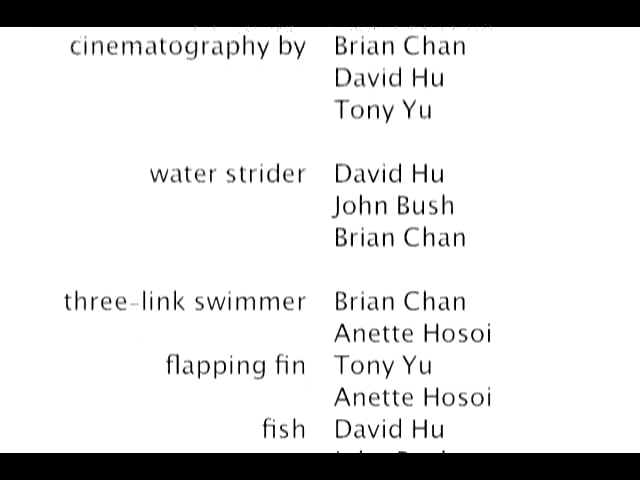 cinematography by Brian Chan
David Hu
Tony Yu
water strider David Hu
John Bush
Brian Chan
three-link swimmer Brian Chan
Anette Hosoi
flapping fin Tony Yu
Anette Hosoi
fish David Hu